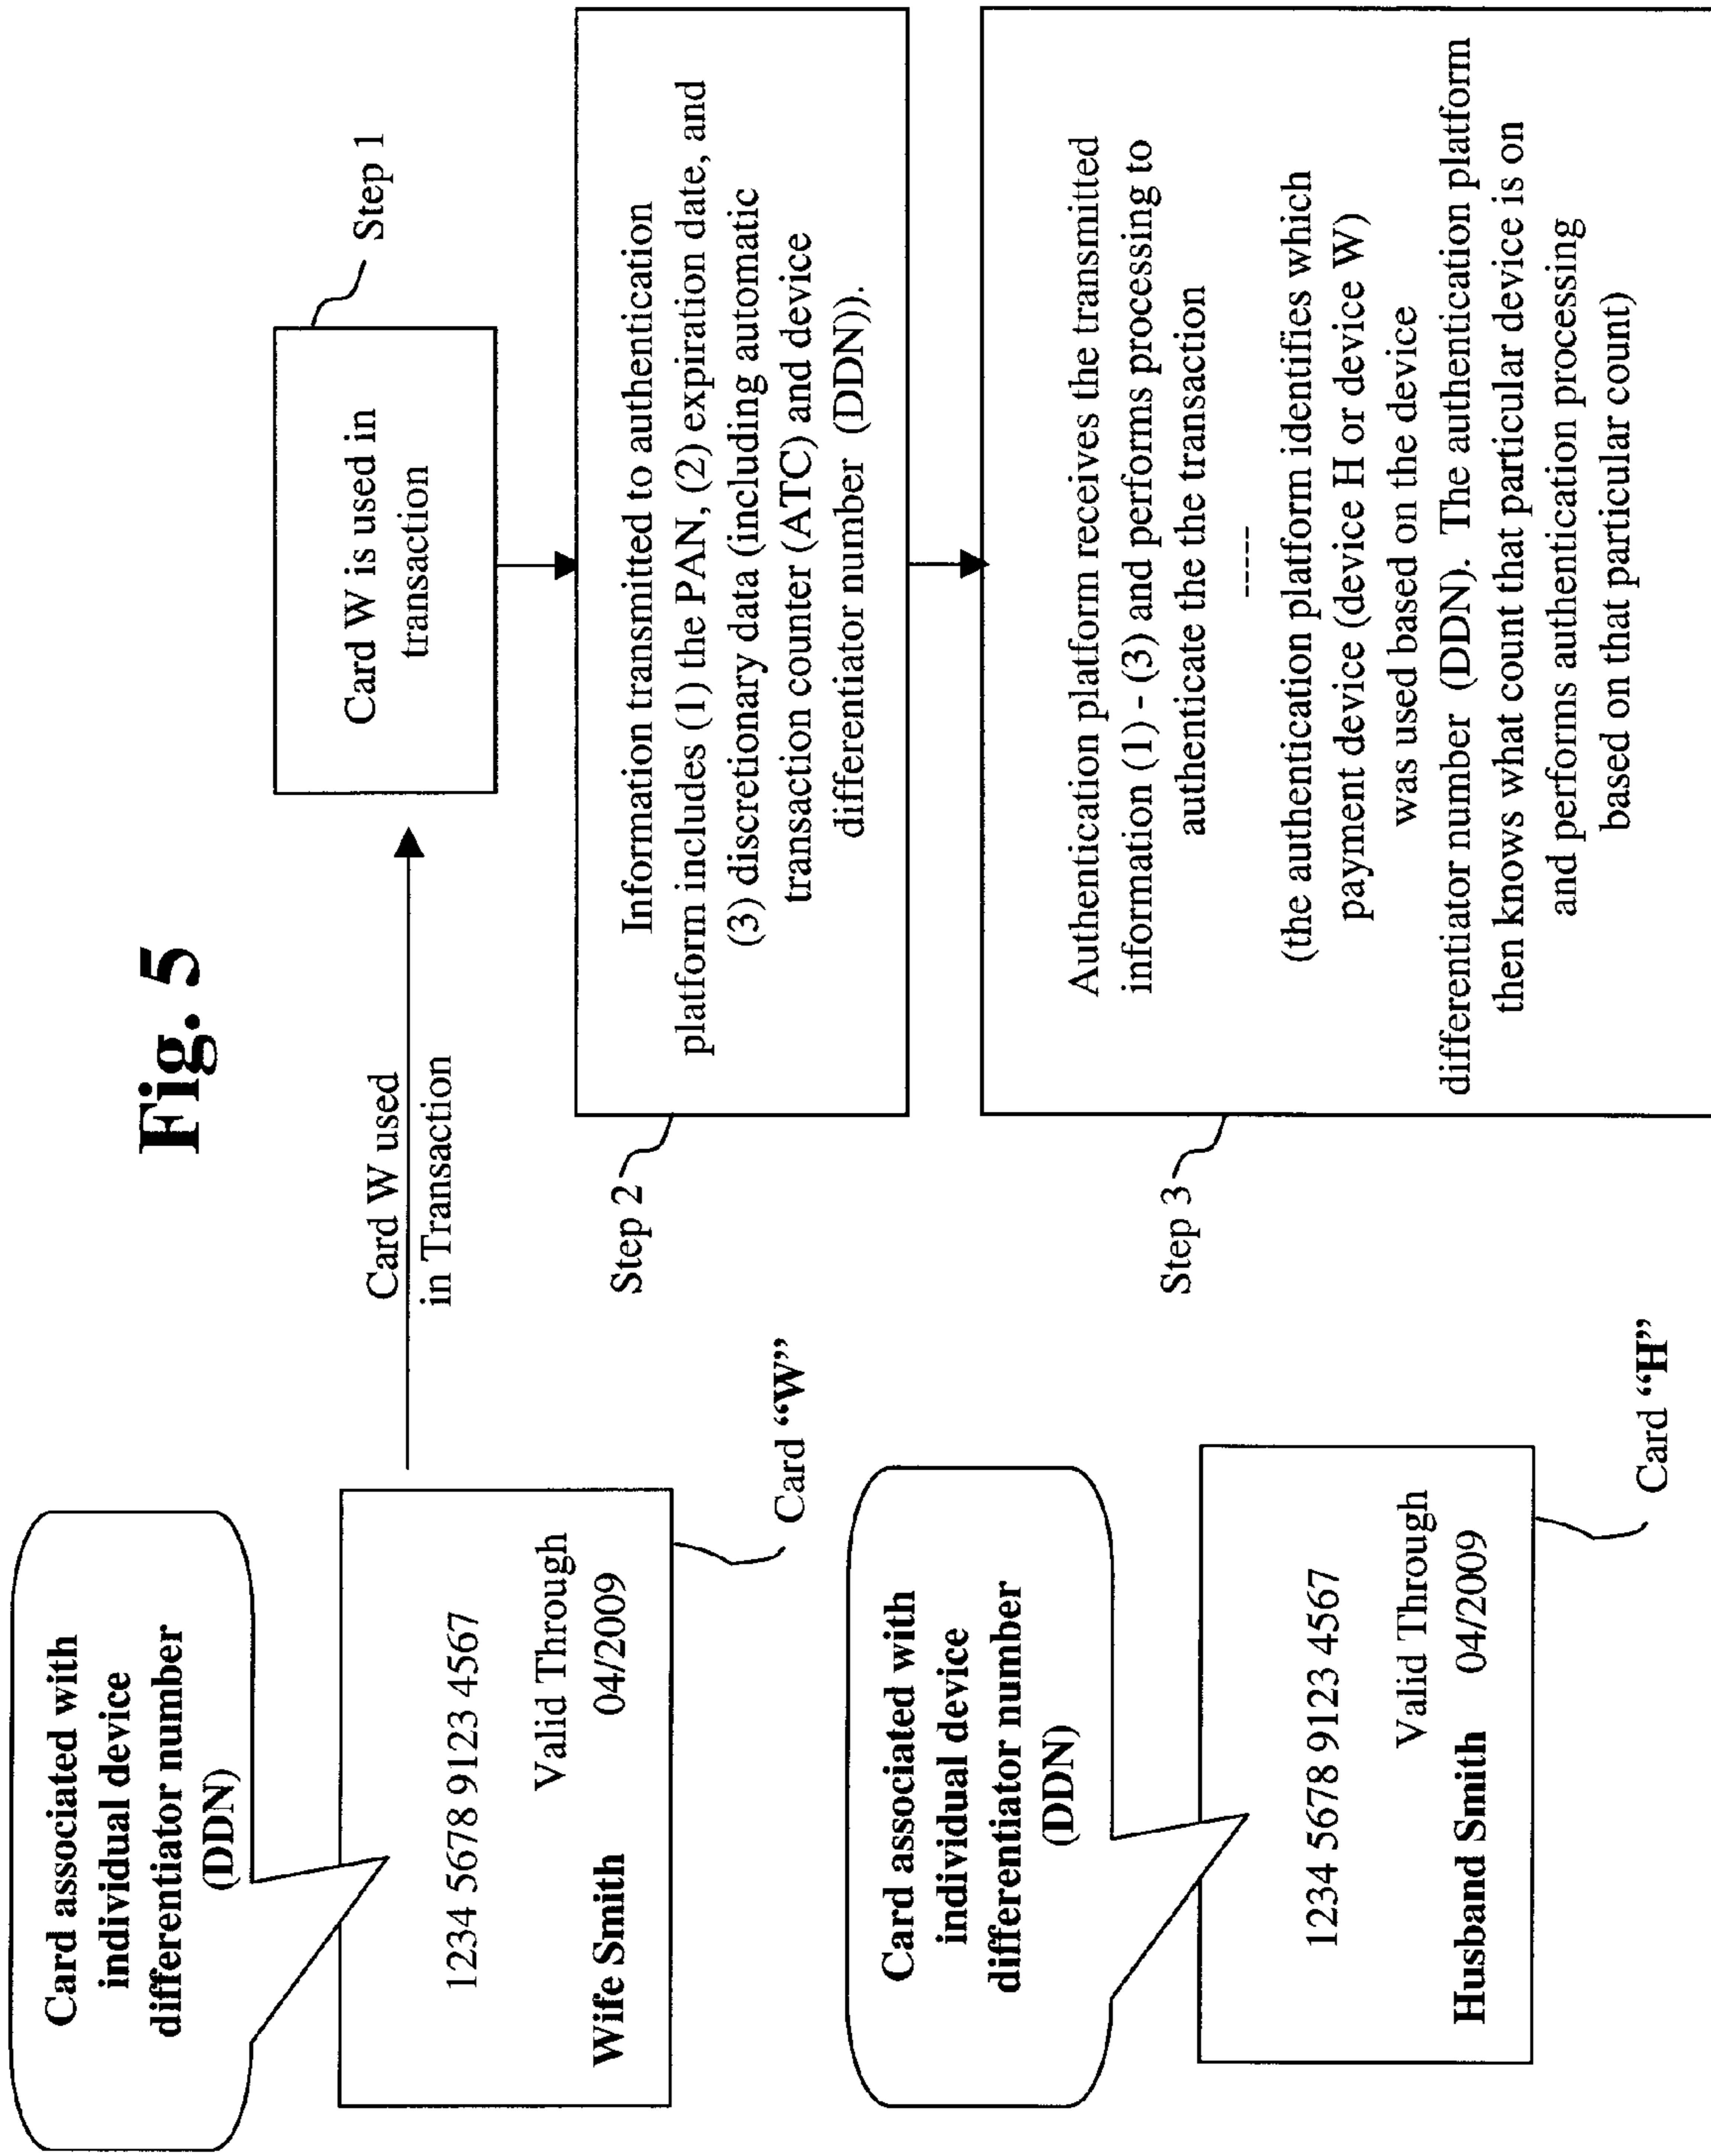 Fig. 5
Card associated with
individual device
differentiator number
(DDN)
1234 5678 9123 4567
Valid Through
Wife Smith 04/2009
Card “W”
Card W used
in Transaction
Card W is used in
transaction
Step 1
Information transmitted to authentication
platform includes (1) the PAN, (2) expiration date, and
(3) discretionary data (including automatic
transaction counter (ATC) and device
differentiator number (DDN)).
Step 2
Authentication platform receives the transmitted
information (1) - (3) and performs processing to
authenticate the the transaction
-----
(the authentication platform identifies which
payment device (device H or device W)
was used based on the device
differentiator number (DDN). The authentication platform
then knows what count that particular device is on
and performs authentication processing
based on that particular count)
Step 3
Card associated with
individual device
differentiator number
(DDN)
1234 5678 9123 4567
Valid Through
Husband Smith 04/2009
Card “H”